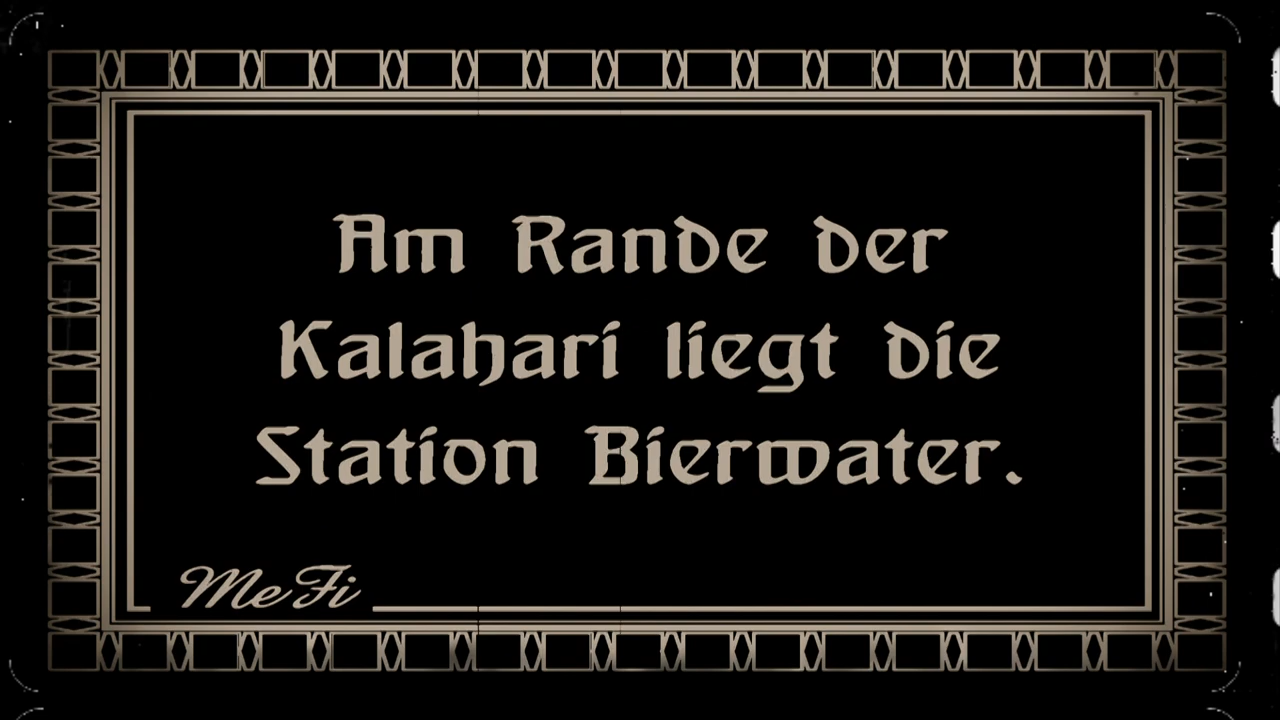 Am Rande der
Kalahari liegt die
Station Bierwater.
MeFi